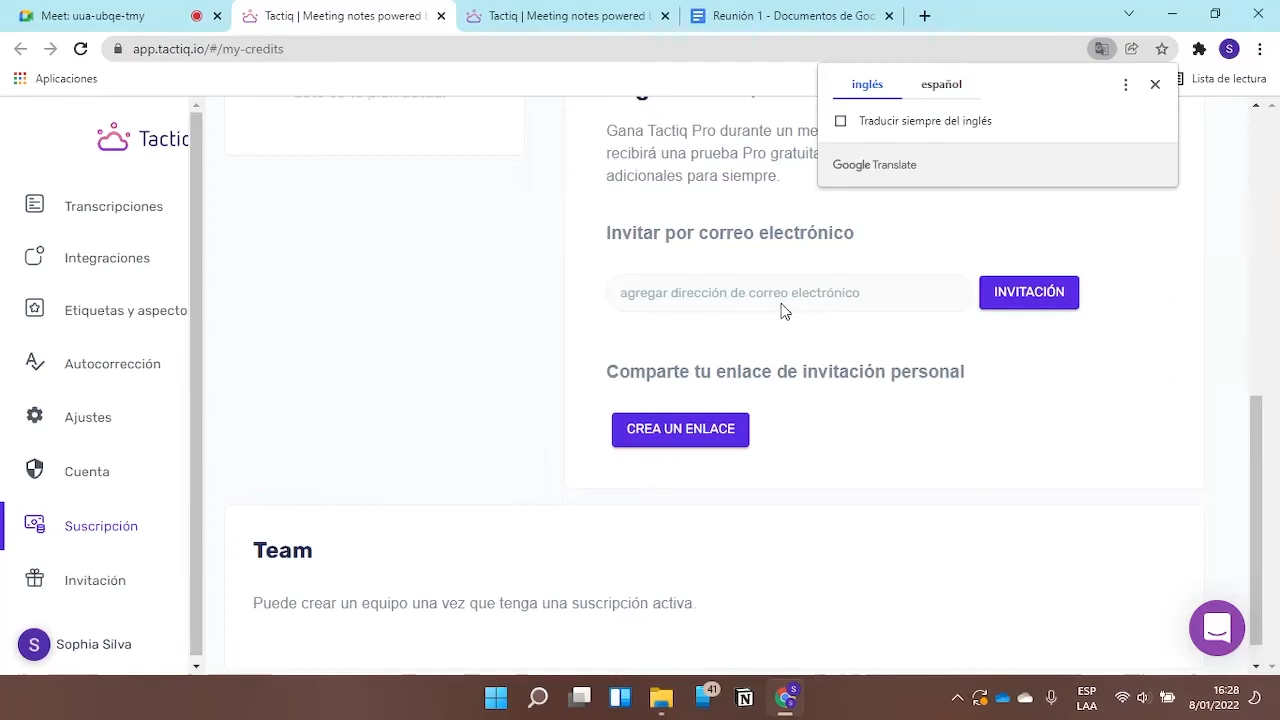 Meet: suua-ubqe-tmy
Tactiq | Meeting notes powered b
Tactiq | Meeting notes powered b
Reunión 1 - Documentos de Goo
app.tactiq.io/#/my-credits
S
Aplicaciones
Lista de lectura
inglés español
Traducir siempre del inglés
Google Translate
Tactiq
Transcripciones
Integraciones
Etiquetas y aspecto
Autocorrección
Ajustes
Cuenta
Suscripción
Invitación
S Sophia Silva
Gana Tactiq Pro durante un me
recibirá una prueba Pro gratuita
adicionales para siempre.
Invitar por correo electrónico
agregar dirección de correo electrónico
INVITACIÓN
Comparte tu enlace de invitación personal
CREA UN ENLACE
Team
Puede crear un equipo una vez que tenga una suscripción activa.
41
S
ESP
LAA
16:28
8/01/2022